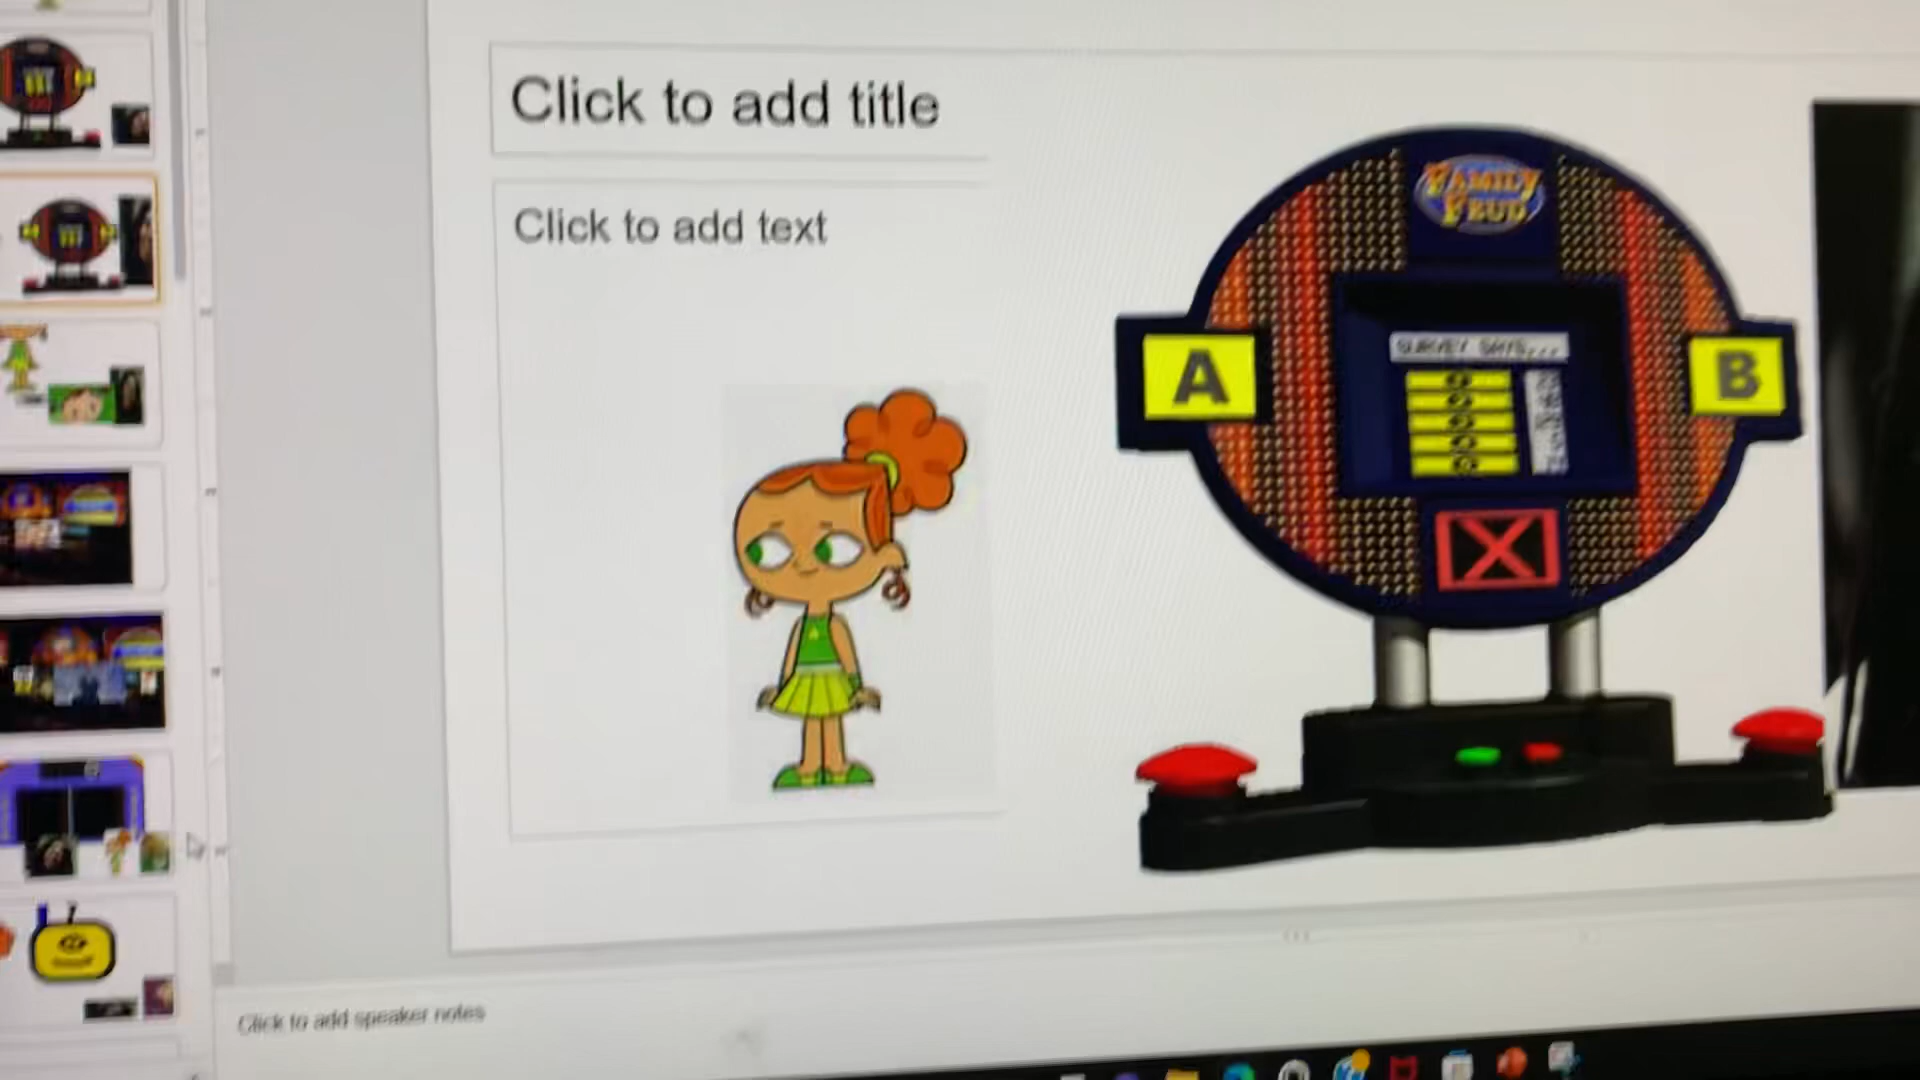 Click to add title
Click to add text
FAMILY
FEUD
SURVEY SAYS...
A
B
X
Click to add speaker notes